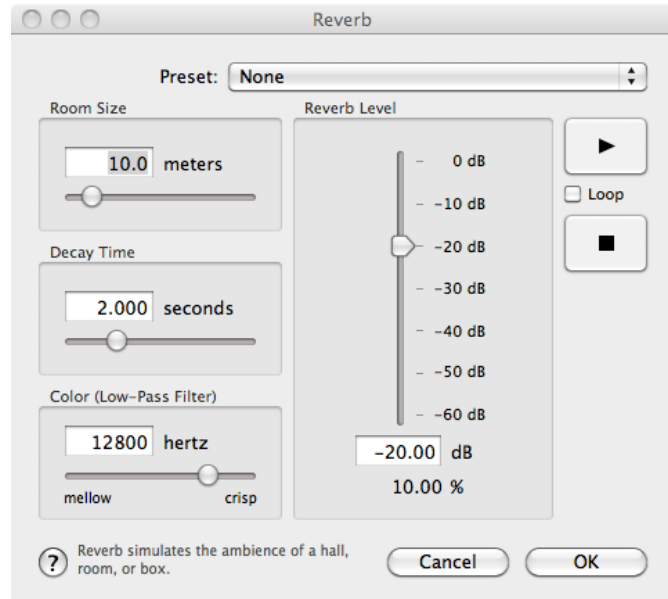 Reverb
Preset: None
Room Size
10.0 meters
Decay Time
2.000 seconds
Color (Low-Pass Filter)
12800 hertz
mellow crisp
Reverb Level
0 dB
-10 dB
-20 dB
-30 dB
-40 dB
-50 dB
-60 dB
-20.00 dB
10.00 %
Loop
? Reverb simulates the ambience of a hall,
room, or box.
Cancel OK